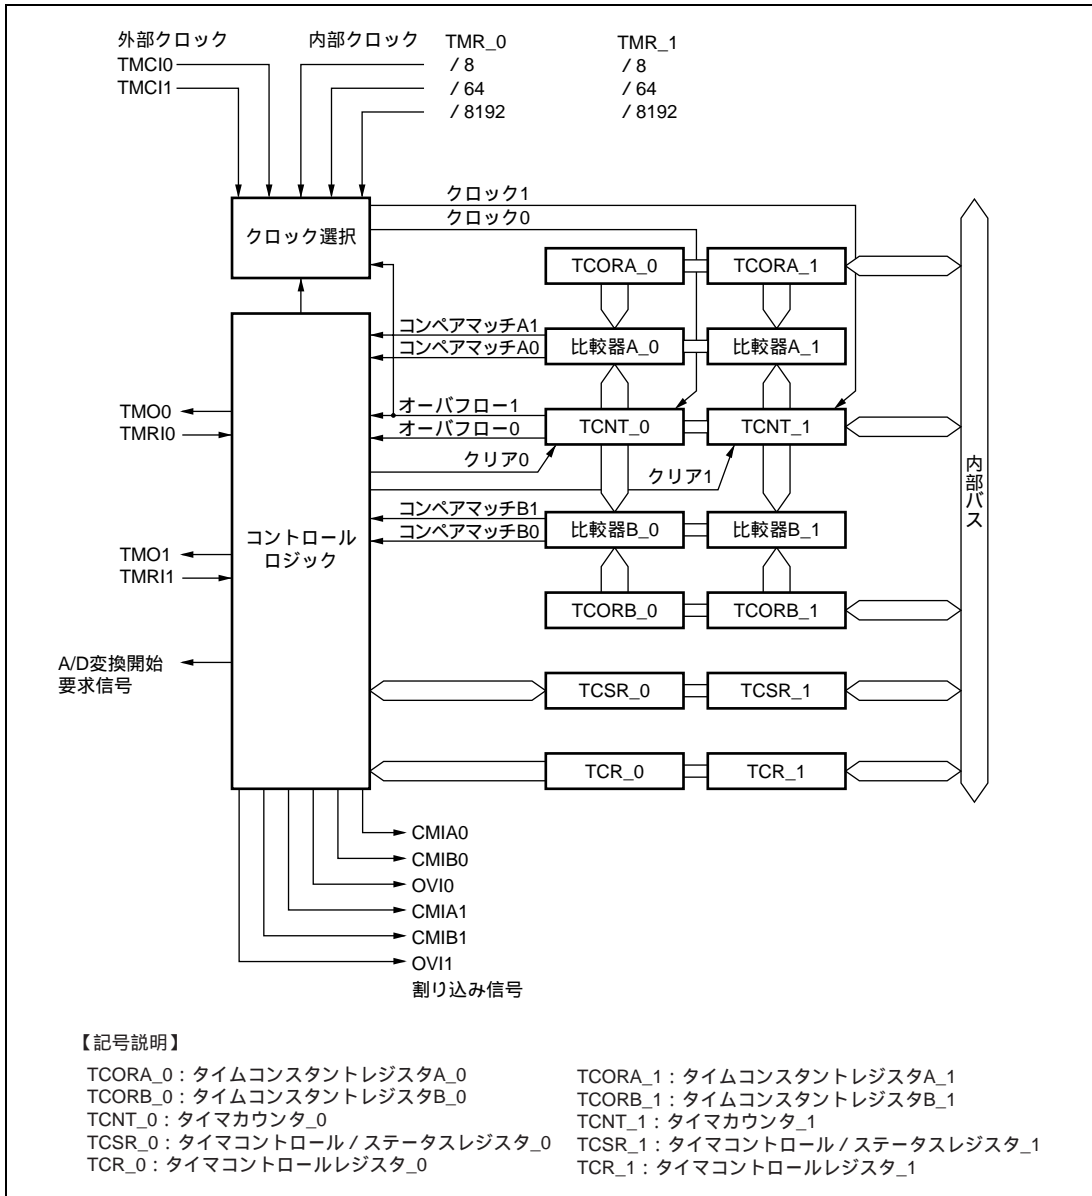 外部クロック
内部クロック
TMR_0
TMR_1
TMCI0
/ 8
/ 8
TMCI1
/ 64
/ 64
/ 8192
/ 8192
クロック1
クロック0
クロック選択
TCORA_0
TCORA_1
コンペアマッチA1
コンペアマッチA0
比較器A_0
比較器A_1
TMO0
TMRI0
オーバフロー1
オーバフロー0
TCNT_0
TCNT_1
クリア0
クリア1
内部バス
コンペアマッチB1
コンペアマッチB0
比較器B_0
比較器B_1
コントロール
ロジック
TMO1
TMRI1
TCORB_0
TCORB_1
A/D変換開始
要求信号
TCSR_0
TCSR_1
TCR_0
TCR_1
CMIA0
CMIB0
OVI0
CMIA1
CMIB1
OVI1
割り込み信号
【記号説明】
TCORA_0：タイムコンスタントレジスタA_0
TCORB_0：タイムコンスタントレジスタB_0
TCNT_0：タイマカウンタ_0
TCSR_0：タイマコントロール / ステータスレジスタ_0
TCR_0：タイマコントロールレジスタ_0
TCORA_1：タイムコンスタントレジスタA_1
TCORB_1：タイムコンスタントレジスタB_1
TCNT_1：タイマカウンタ_1
TCSR_1：タイマコントロール / ステータスレジスタ_1
TCR_1：タイマコントロールレジスタ_1